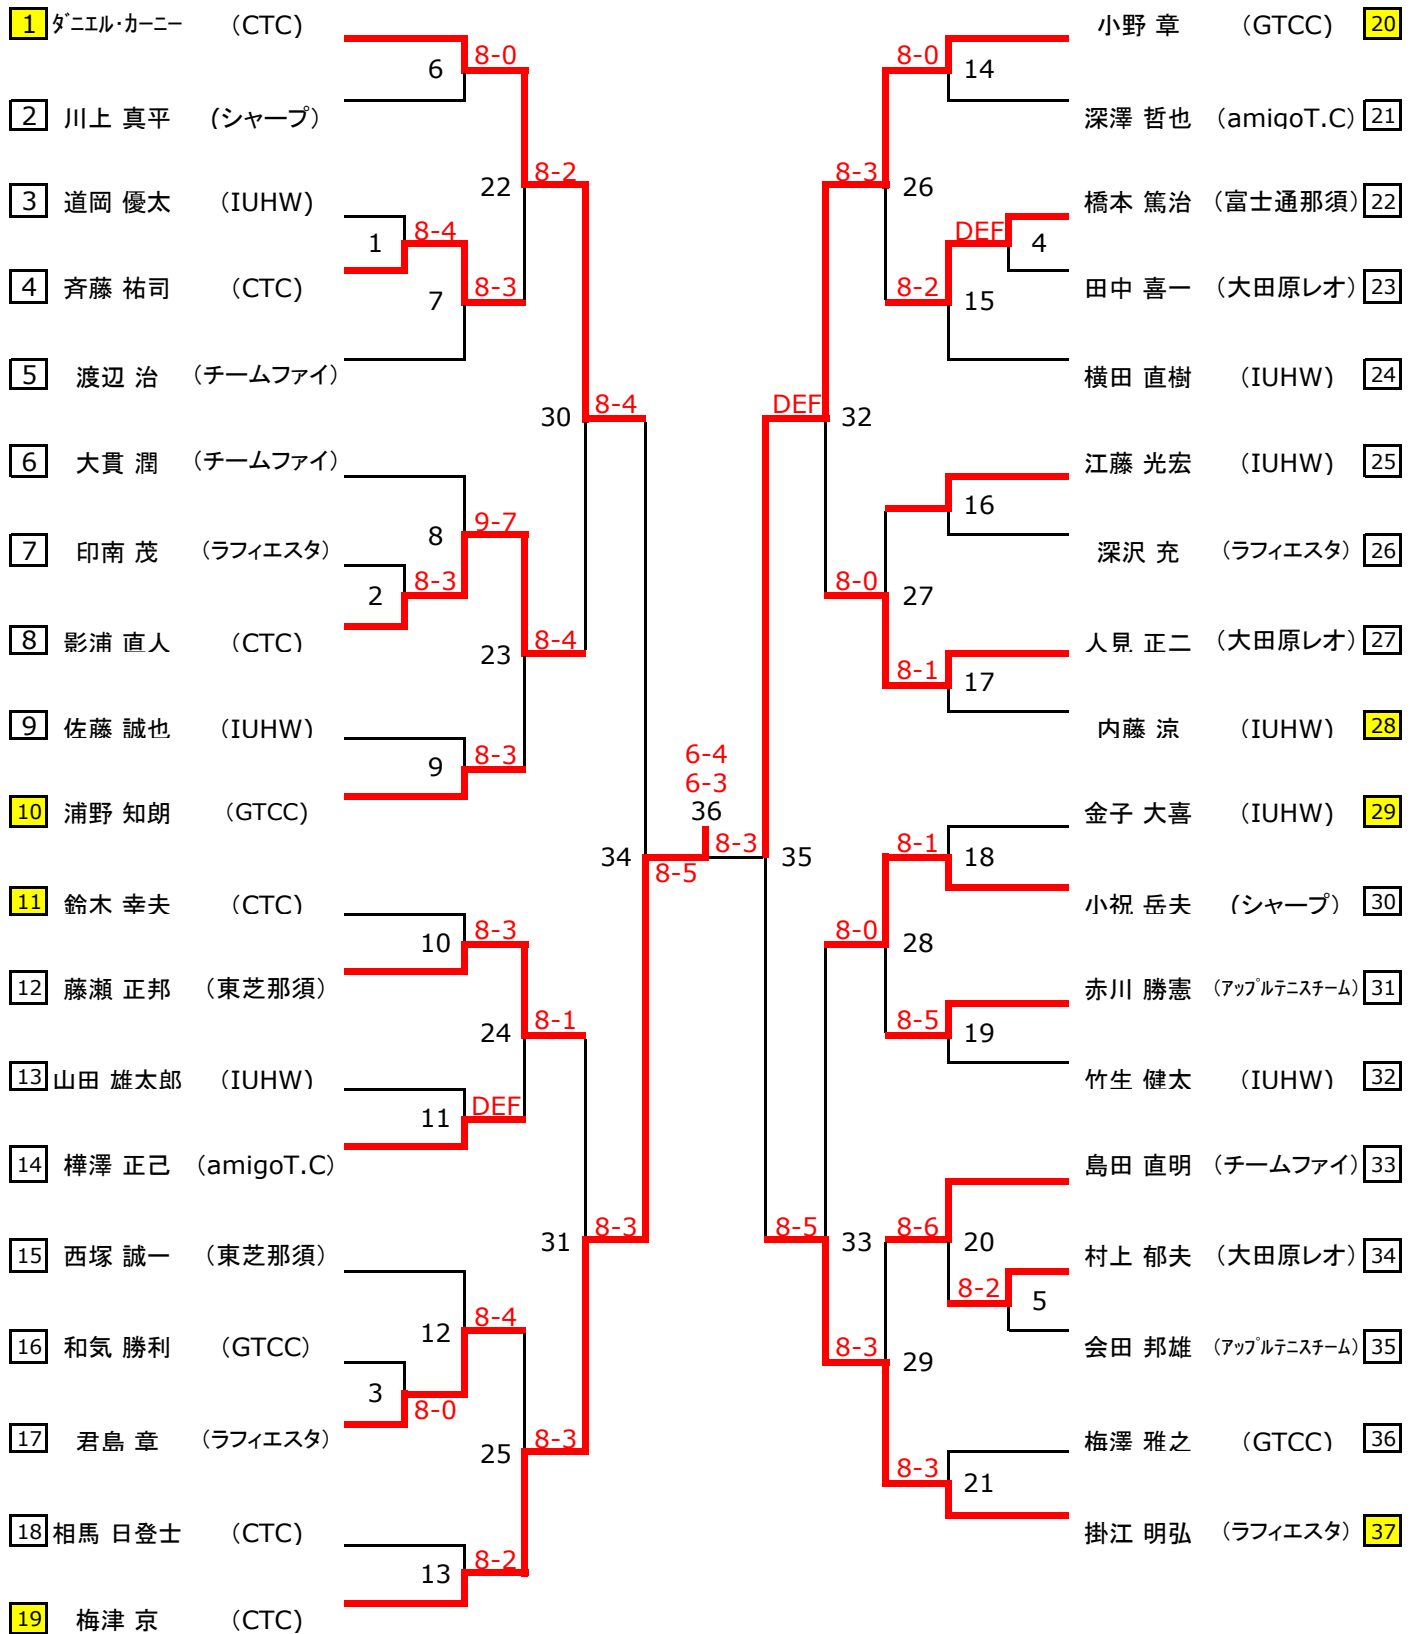 1 ダニエル・カーニー (CTC)
6 8-0
2 川上 真平 (シャープ)
22 8-2
3 道岡 優太 (IUHW)
1 8-4
4 斉藤 祐司 (CTC)
7 8-3
5 渡辺 治 (チームファイ)
30 8-4
6 大貫 潤 (チームファイ)
8 9-7
7 印南 茂 (ラフィエスタ)
2 8-3
8 影浦 直人 (CTC)
23 8-4
9 佐藤 誠也 (IUHW)
9 8-3
10 浦野 知朗 (GTCC)
34 8-5
11 鈴木 幸夫 (CTC)
10 8-3
12 藤瀬 正邦 (東芝那須)
24 8-1
13 山田 雄太郎 (IUHW)
11 DEF
14 樺澤 正己 (amigoT.C)
31 8-3
15 西塚 誠一 (東芝那須)
12 8-4
16 和気 勝利 (GTCC)
3 8-0
17 君島 章 (ラフィエスタ)
25 8-3
18 相馬 日登士 (CTC)
13 8-2
19 梅津 京 (CTC)
6-4
6-3
36
小野 章 (GTCC) 20
8-0 14
深澤 哲也 (amigoT.C) 21
8-3 26
橋本 篤治 (富士通那須) 22
DEF 4
田中 喜一 (大田原レオ) 23
8-2 15
横田 直樹 (IUHW) 24
DEF 32
江藤 光宏 (IUHW) 25
16
深沢 充 (ラフィエスタ) 26
8-0 27
人見 正二 (大田原レオ) 27
8-1 17
内藤 涼 (IUHW) 28
8-3 35
金子 大喜 (IUHW) 29
8-1 18
小祝 岳夫 (シャープ) 30
8-0 28
赤川 勝憲 (アップルテニスチーム) 31
8-5 19
竹生 健太 (IUHW) 32
8-5 33
島田 直明 (チームファイ) 33
8-6 20
村上 郁夫 (大田原レオ) 34
8-2 5
会田 邦雄 (アップルテニスチーム) 35
8-3 29
梅澤 雅之 (GTCC) 36
8-3 21
掛江 明弘 (ラフィエスタ) 37